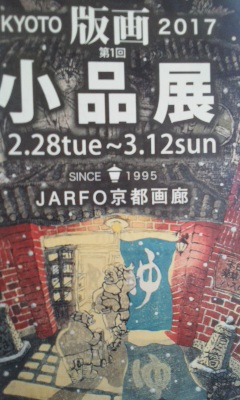 KYOTO 版画 2017
第1回
小品展
2.28tue~3.12sun
SINCE 1995
JARFO京都画廊
ゆ
ゆ